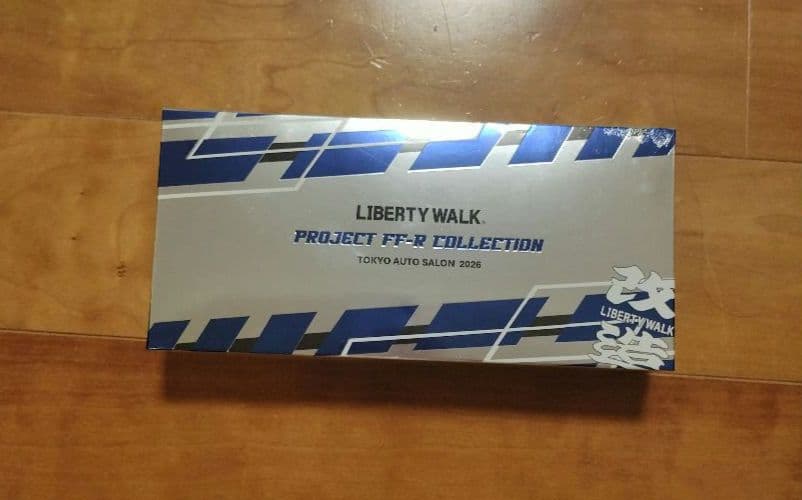 LIBERTY WALK®
PROJECT FF-R COLLECTION
TOKYO AUTO SALON 2026
改
LIBERTY WALK
造